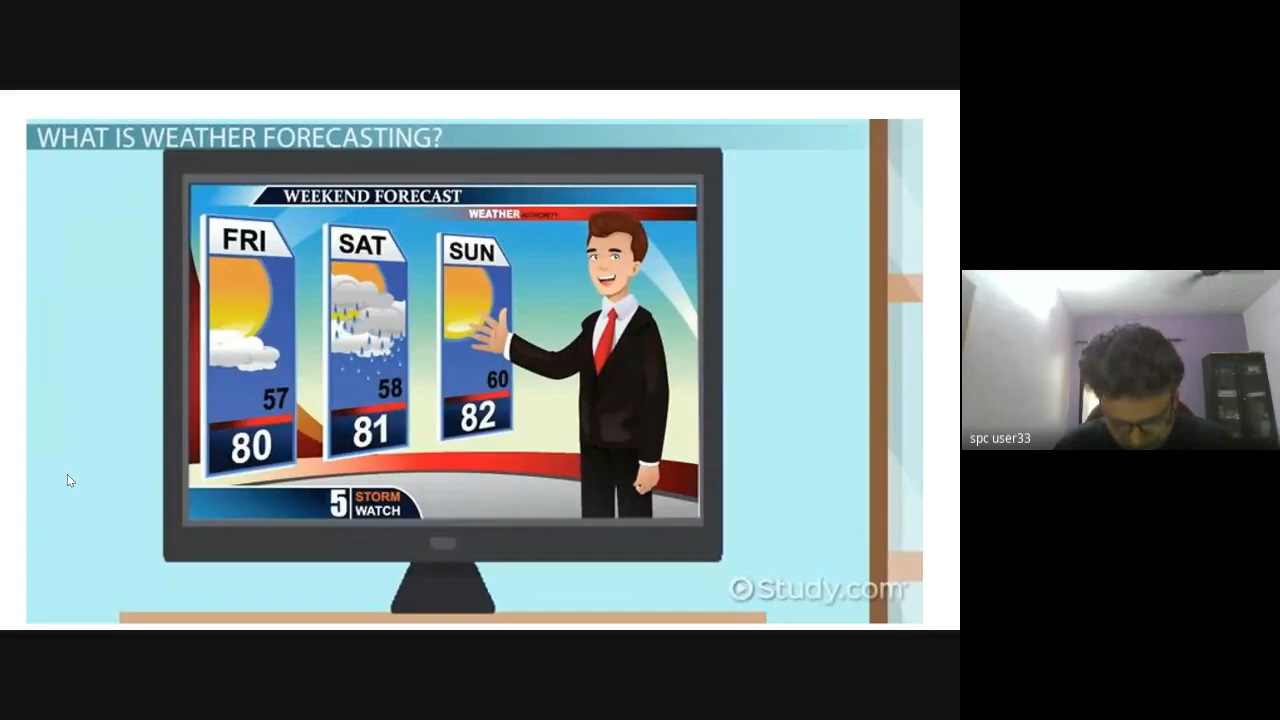 WHAT IS WEATHER FORECASTING?
WEEKEND FORECAST
WEATHER AUTHORITY
FRI
SAT
SUN
57
58
60
80
81
82
5 STORM
WATCH
Study.com
spc user33